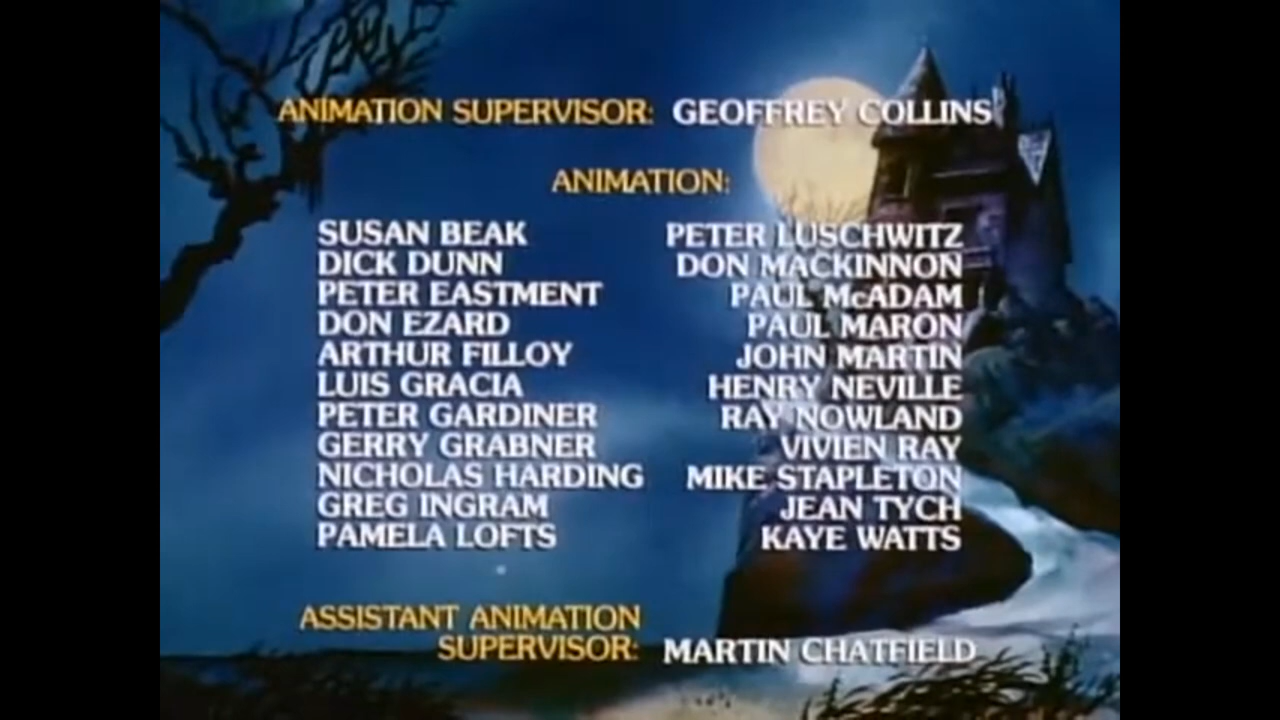 ANIMATION SUPERVISOR: GEOFFREY COLLINS
ANIMATION:
SUSAN BEAK
DICK DUNN
PETER EASTMENT
DON EZARD
ARTHUR FILLOY
LUIS GRACIA
PETER GARDINER
GERRY GRABNER
NICHOLAS HARDING
GREG INGRAM
PAMELA LOFTS
PETER LUSCHWITZ
DON MACKINNON
PAUL McADAM
PAUL MARON
JOHN MARTIN
HENRY NEVILLE
RAY NOWLAND
VIVIEN RAY
MIKE STAPLETON
JEAN TYCH
KAYE WATTS
ASSISTANT ANIMATION
SUPERVISOR: MARTIN CHATFIELD